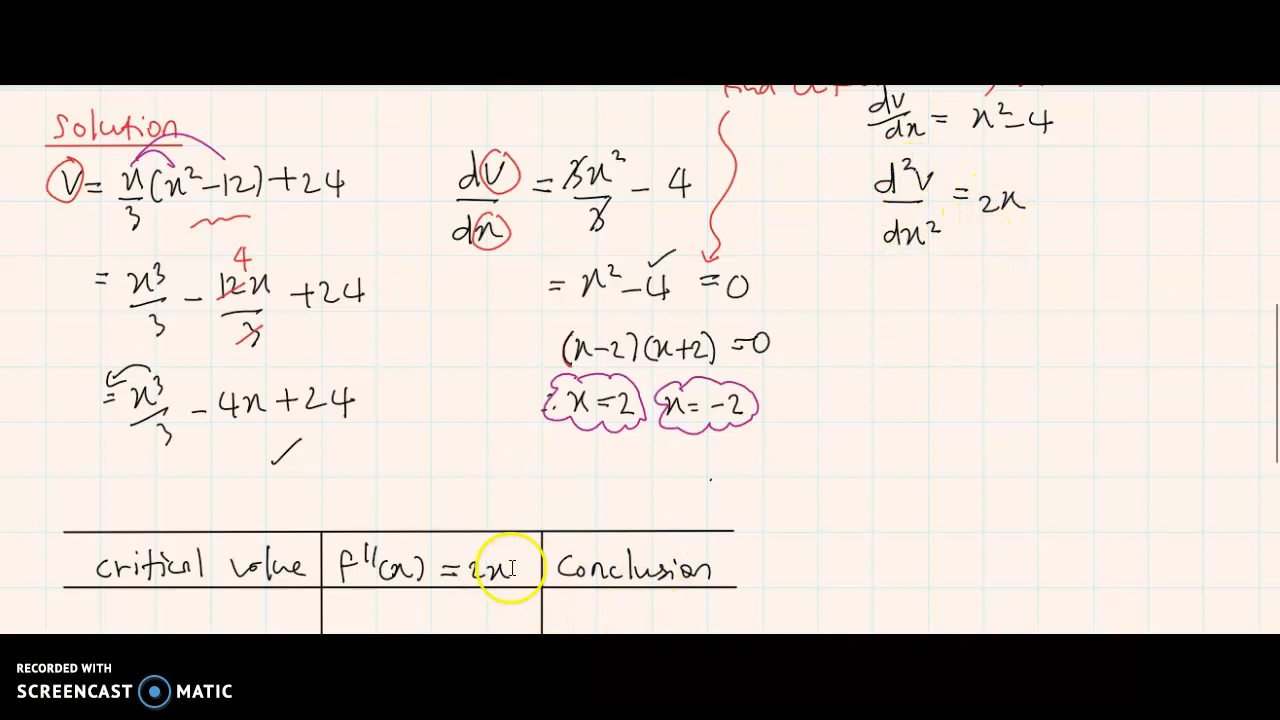 Find
Solution
V = x/3 (x² - 12) + 24
= x³/3 - 12x/3 + 24
4
= x³/3 - 4x + 24
dV/dx = 3x²/3 - 4
= x² - 4 = 0
(x-2)(x+2) = 0
∴ x = 2 x = -2
dv/dx = x² - 4
d²V/dx² = 2x
critical value f''(x) = 2x Conclusion
RECORDED WITH
SCREENCAST MATIC